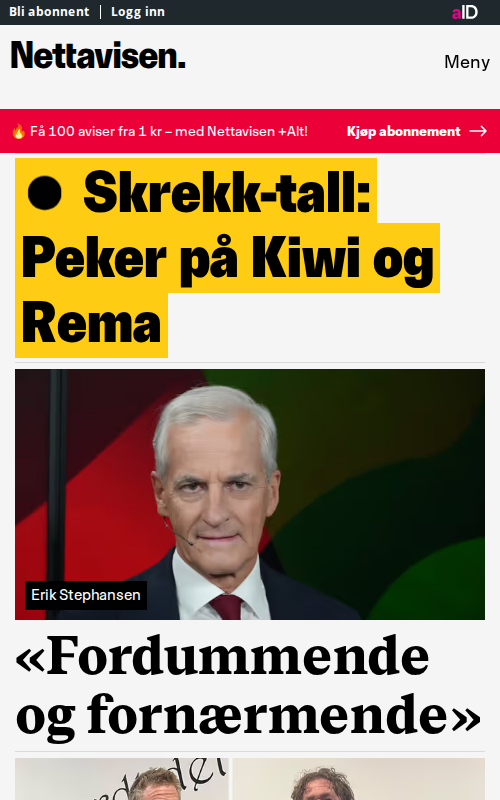 Bli abonnent | Logg inn
aID
Nettavisen.
Meny
Få 100 aviser fra 1 kr – med Nettavisen +Alt!
Kjøp abonnement →
Skrekk-tall:
Peker på Kiwi og
Rema
Erik Stephansen
«Fordummende
og fornærmende»